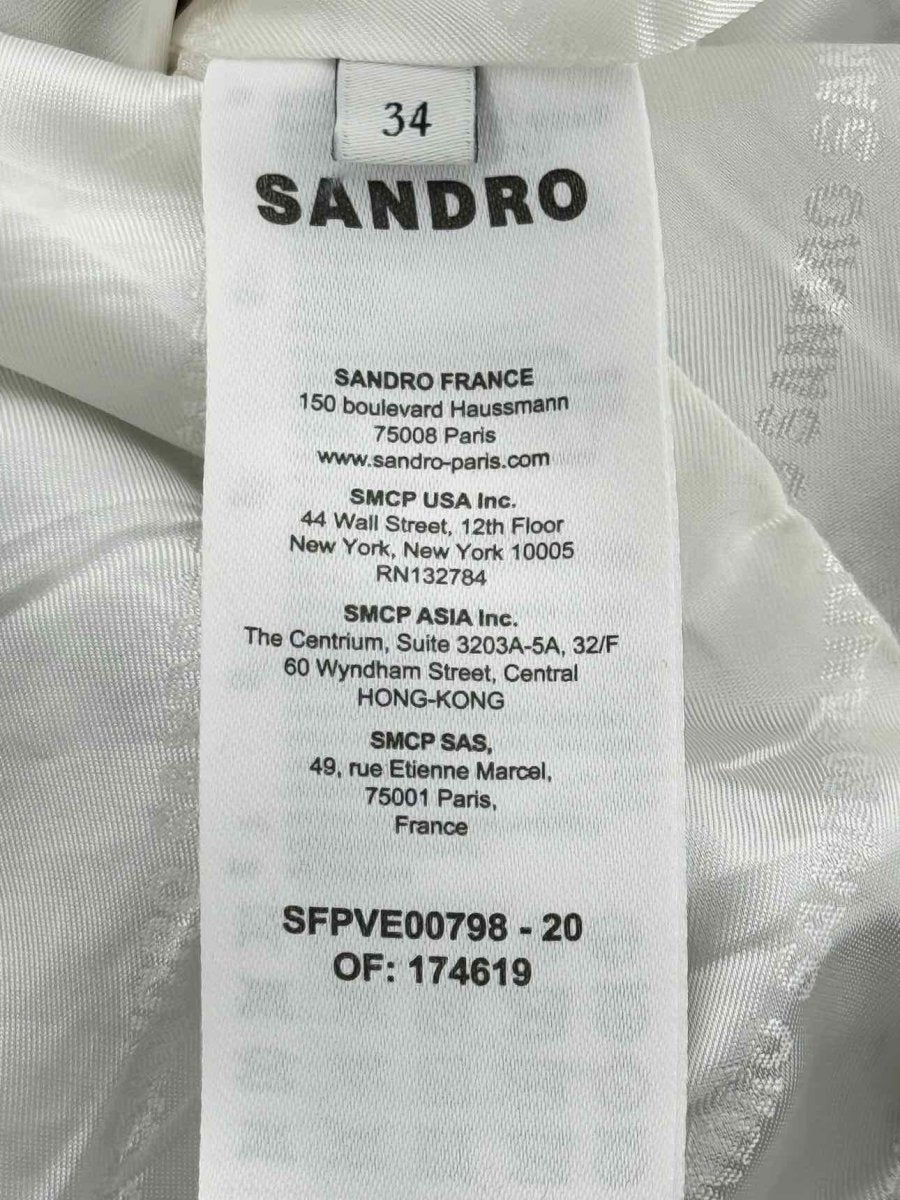 34
SANDRO
SANDRO FRANCE
150 boulevard Haussmann
75008 Paris
www.sandro-paris.com
SMCP USA Inc.
44 Wall Street, 12th Floor
New York, New York 10005
RN132784
SMCP ASIA Inc.
The Centrium, Suite 3203A-5A, 32/F
60 Wyndham Street, Central
HONG-KONG
SMCP SAS,
49, rue Etienne Marcel,
75001 Paris,
France
SFPVE00798 - 20
OF: 174619